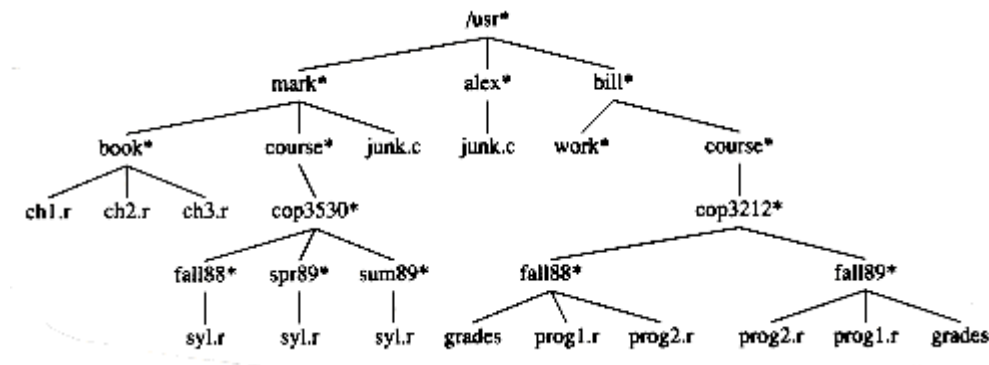 /usr*
mark* alex* bill*
book* course* junk.c junk.c work* course*
ch1.r ch2.r ch3.r cop3530* cop3212*
fall88* spr89* sum89* fall88* fall89*
syl.r syl.r syl.r grades prog1.r prog2.r prog2.r prog1.r grades